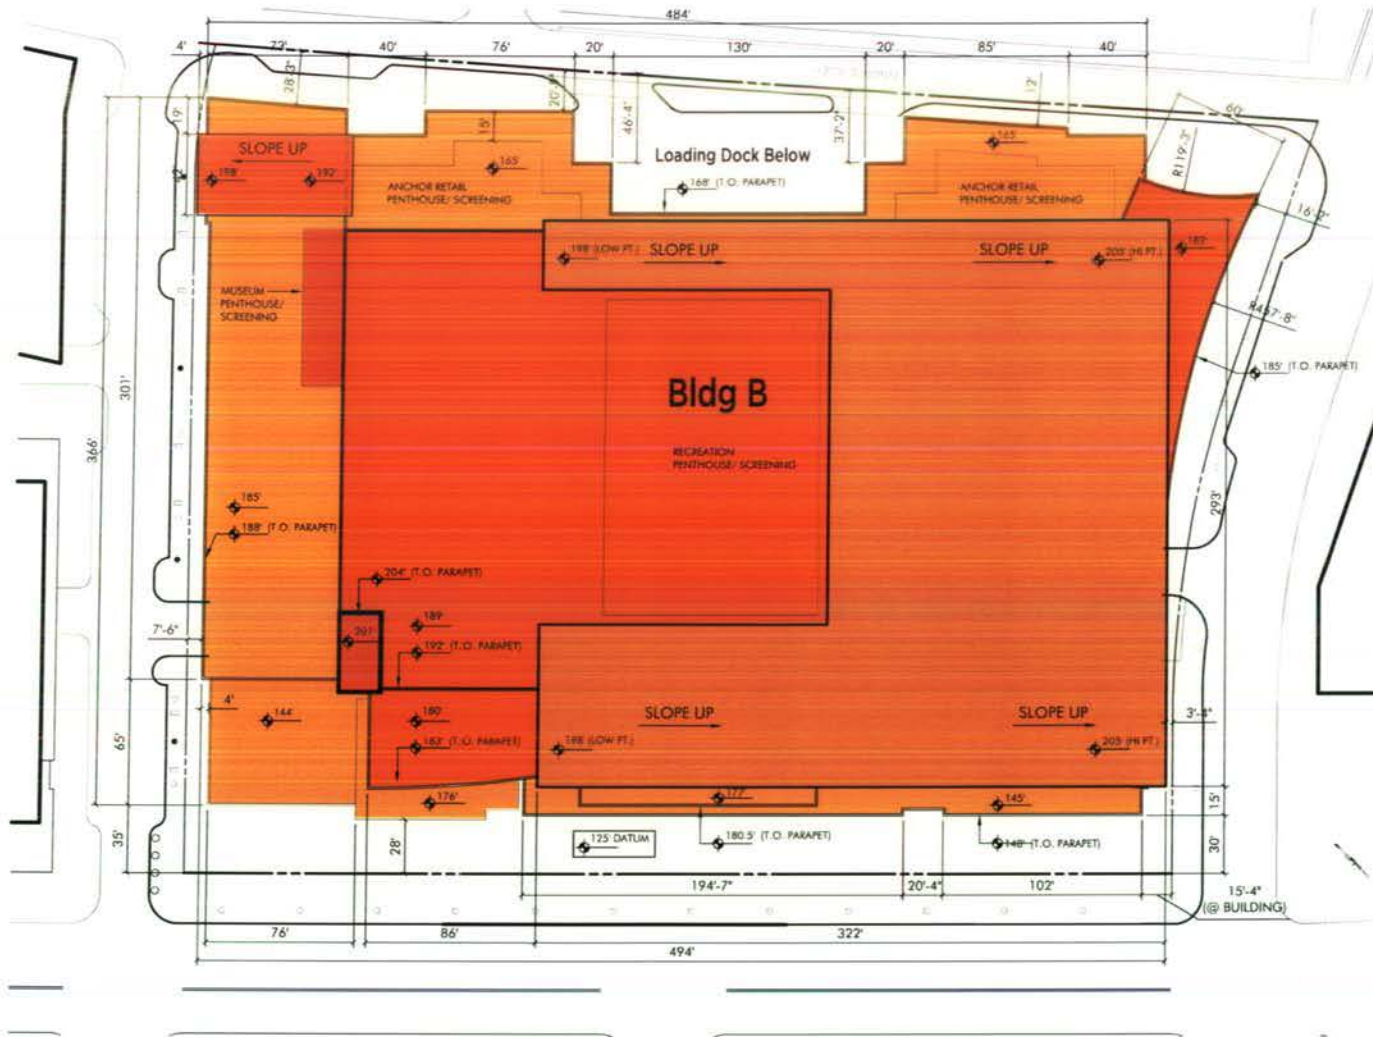 484'
4' 72' 40' 76' 20' 130' 20' 85' 40'
28'-3"
46'-4"
37'-2"
12'
60'
19'
15'
SLOPE UP
198' 192'
165'
Loading Dock Below
168' (T.O. PARAPET)
165'
R119'-3"
ANCHOR RETAIL
PENTHOUSE/ SCREENING
ANCHOR RETAIL
PENTHOUSE/ SCREENING
16'-2"
198' (LOW PT.) SLOPE UP
SLOPE UP 205' (HI PT.)
182'
MUSEUM
PENTHOUSE/
SCREENING
R457'-8"
185' (T.O. PARAPET)
301'
366'
Bldg B
RECREATION
PENTHOUSE/ SCREENING
293'
185'
188' (T.O. PARAPET)
204' (T.O. PARAPET)
201'
189'
192' (T.O. PARAPET)
7'-6"
4'
144'
180'
183' (T.O. PARAPET)
SLOPE UP
SLOPE UP
198' (LOW PT.)
205' (HI PT.)
3'-4"
65'
176'
177'
145'
15'
35'
28'
125' DATUM
180.5' (T.O. PARAPET)
148' (T.O. PARAPET)
30'
194'-7" 20'-4" 102'
15'-4"
(@ BUILDING)
76' 86' 322'
494'